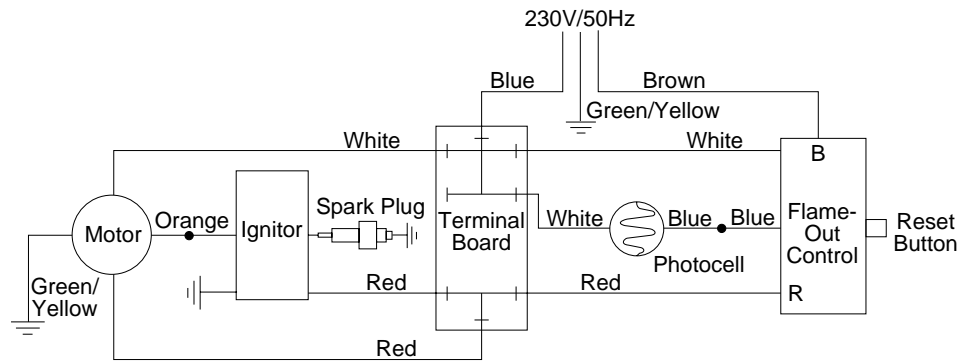 230V/50Hz
Blue
Brown
Green/Yellow
White
White
B
Motor
Orange
Ignitor
Spark Plug
Terminal
Board
White
Blue
Blue
Photocell
Flame-
Out
Control
Reset
Button
Green/
Yellow
Red
Red
R
Red